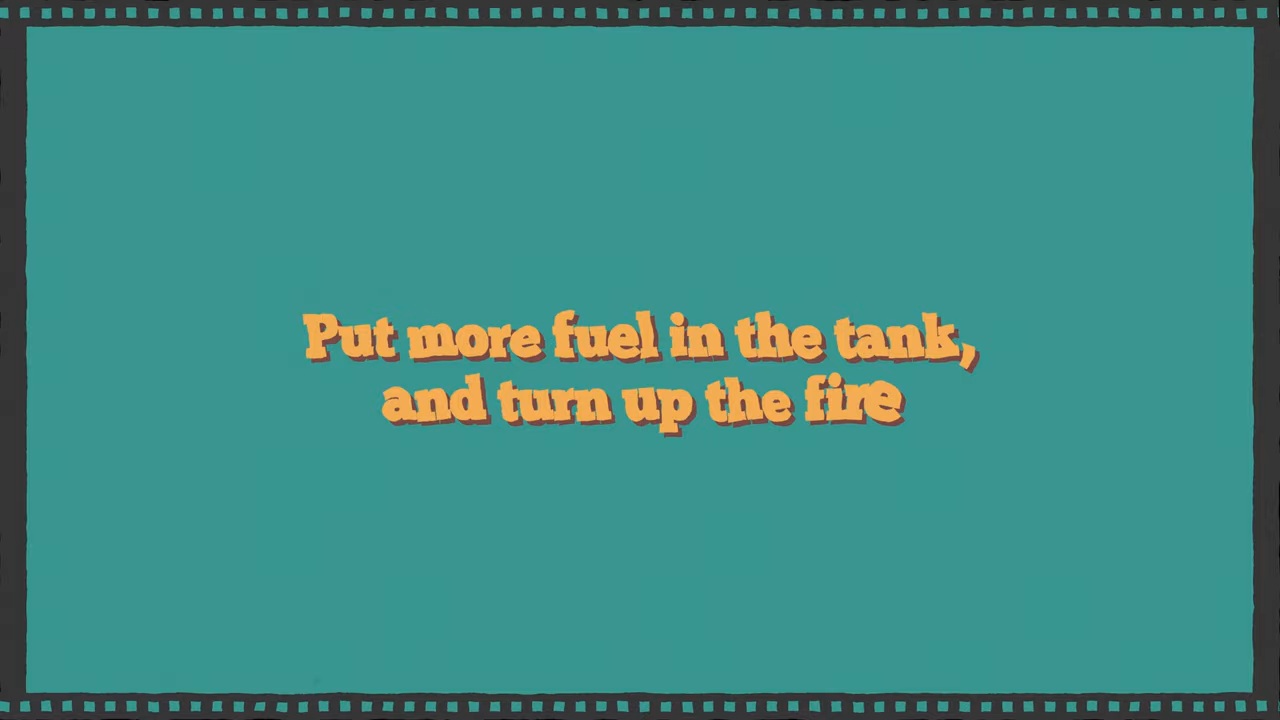 Put more fuel in the tank,
and turn up the fire